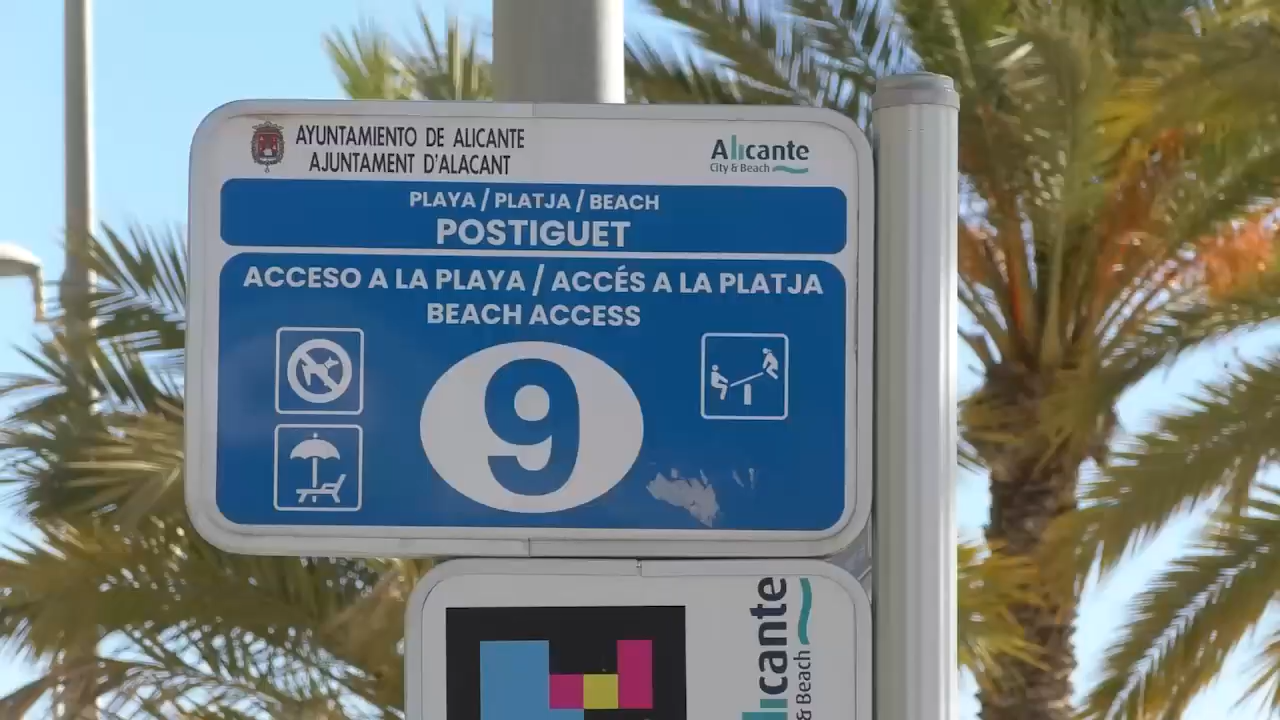 AYUNTAMIENTO DE ALICANTE
AJUNTAMENT D'ALACANT
Alicante
City & Beach
PLAYA / PLATJA / BEACH
POSTIGUET
ACCESO A LA PLAYA / ACCÉS A LA PLATJA
BEACH ACCESS
9
Alicante
& Beach